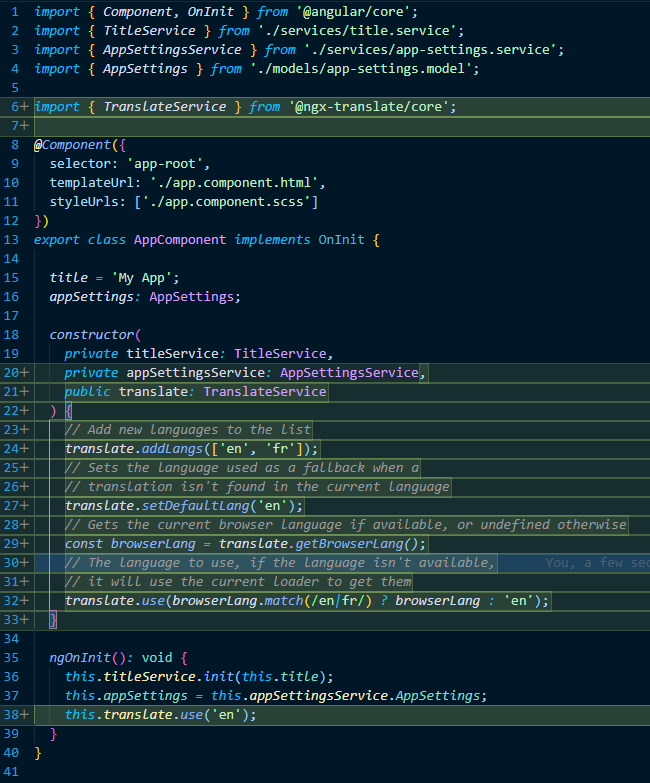 1 import { Component, OnInit } from '@angular/core';
2 import { TitleService } from './services/title.service';
3 import { AppSettingsService } from './services/app-settings.service';
4 import { AppSettings } from './models/app-settings.model';
5
6+ import { TranslateService } from '@ngx-translate/core';
7+
8 @Component({
9   selector: 'app-root',
10   templateUrl: './app.component.html',
11   styleUrls: ['./app.component.scss']
12 })
13 export class AppComponent implements OnInit {
14
15   title = 'My App';
16   appSettings: AppSettings;
17
18   constructor(
19     private titleService: TitleService,
20+     private appSettingsService: AppSettingsService,
21+     public translate: TranslateService
22+   ) {
23+     // Add new languages to the list
24+     translate.addLangs(['en', 'fr']);
25+     // Sets the language used as a fallback when a
26+     // translation isn't found in the current language
27+     translate.setDefaultLang('en');
28+     // Gets the current browser language if available, or undefined otherwise
29+     const browserLang = translate.getBrowserLang();
30+     // The language to use, if the language isn't available, You, a few sec
31+     // it will use the current loader to get them
32+     translate.use(browserLang.match(/en|fr/) ? browserLang : 'en');
33+   }
34
35   ngOnInit(): void {
36     this.titleService.init(this.title);
37     this.appSettings = this.appSettingsService.AppSettings;
38+     this.translate.use('en');
39   }
40 }
41